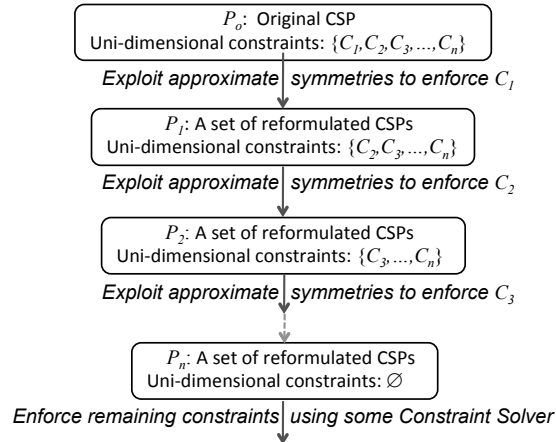 P_o: Original CSP
Uni-dimensional constraints: {C_1,C_2,C_3,...,C_n}
Exploit approximate symmetries to enforce C_1
P_1: A set of reformulated CSPs
Uni-dimensional constraints: {C_2,C_3,...,C_n}
Exploit approximate symmetries to enforce C_2
P_2: A set of reformulated CSPs
Uni-dimensional constraints: {C_3,...,C_n}
Exploit approximate symmetries to enforce C_3
P_n: A set of reformulated CSPs
Uni-dimensional constraints: ∅
Enforce remaining constraints using some Constraint Solver